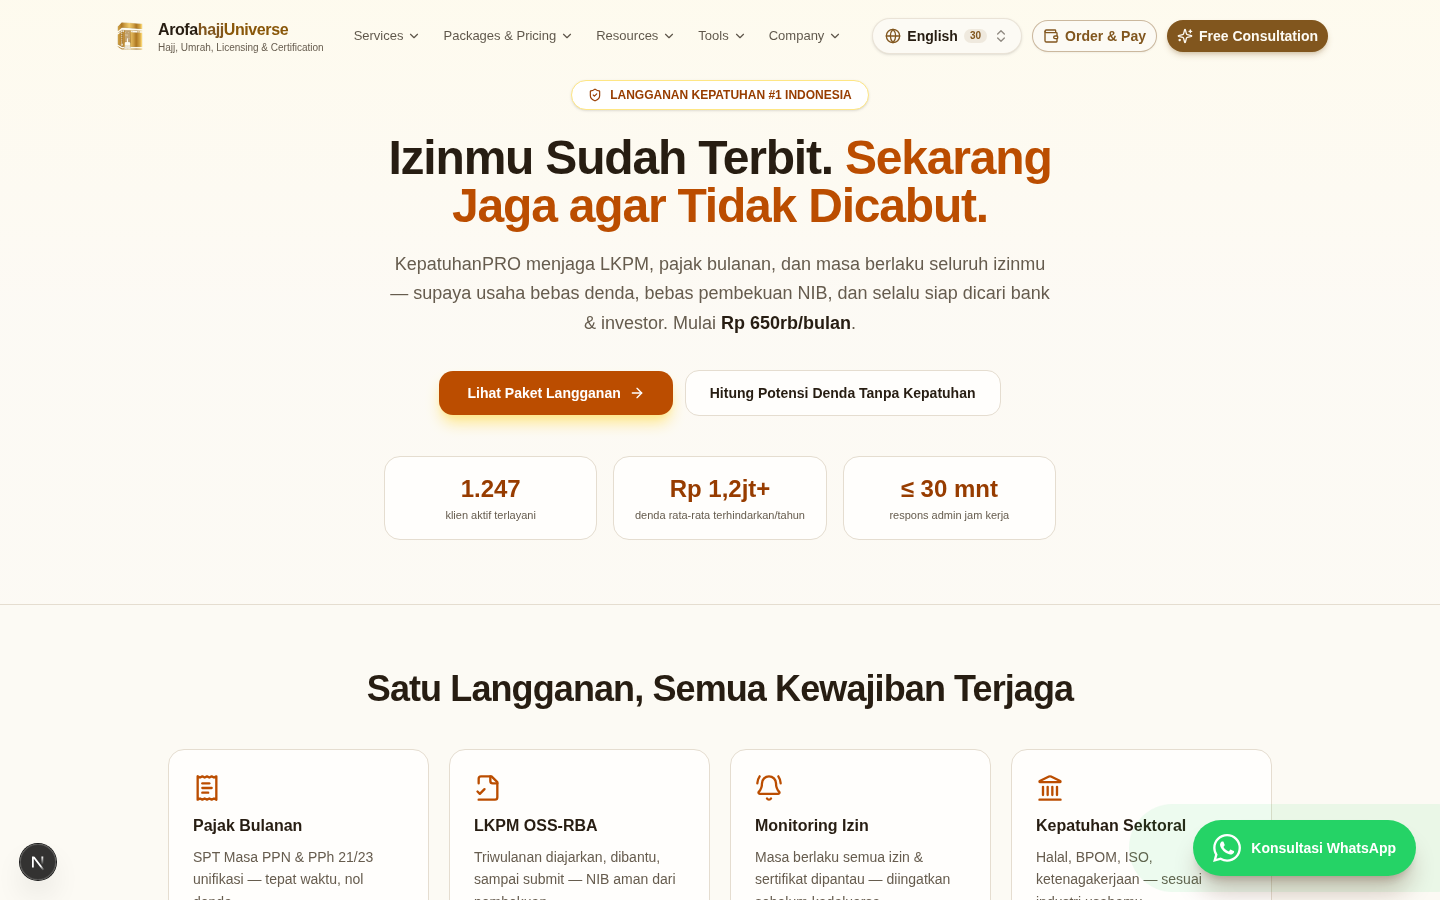 ArofahajjUniverse
Hajj, Umrah, Licensing & Certification
Services
Packages & Pricing
Resources
Tools
Company
English 30
Order & Pay
Free Consultation
LANGGANAN KEPATUHAN #1 INDONESIA
Izinmu Sudah Terbit. Sekarang
Jaga agar Tidak Dicabut.
KepatuhanPRO menjaga LKPM, pajak bulanan, dan masa berlaku seluruh izinmu
— supaya usaha bebas denda, bebas pembekuan NIB, dan selalu siap dicari bank
& investor. Mulai Rp 650rb/bulan.
Lihat Paket Langganan
Hitung Potensi Denda Tanpa Kepatuhan
1.247
klien aktif terlayani
Rp 1,2jt+
denda rata-rata terhindarkan/tahun
≤ 30 mnt
respons admin jam kerja
Satu Langganan, Semua Kewajiban Terjaga
Pajak Bulanan
SPT Masa PPN & PPh 21/23
unifikasi — tepat waktu, nol
LKPM OSS-RBA
Triwulanan diajarkan, dibantu,
sampai submit — NIB aman dari
Monitoring Izin
Masa berlaku semua izin &
sertifikat dipantau — diingatkan
Kepatuhan Sektoral
Halal, BPOM, ISO,
ketenagakerjaan — sesuai
Konsultasi WhatsApp
N